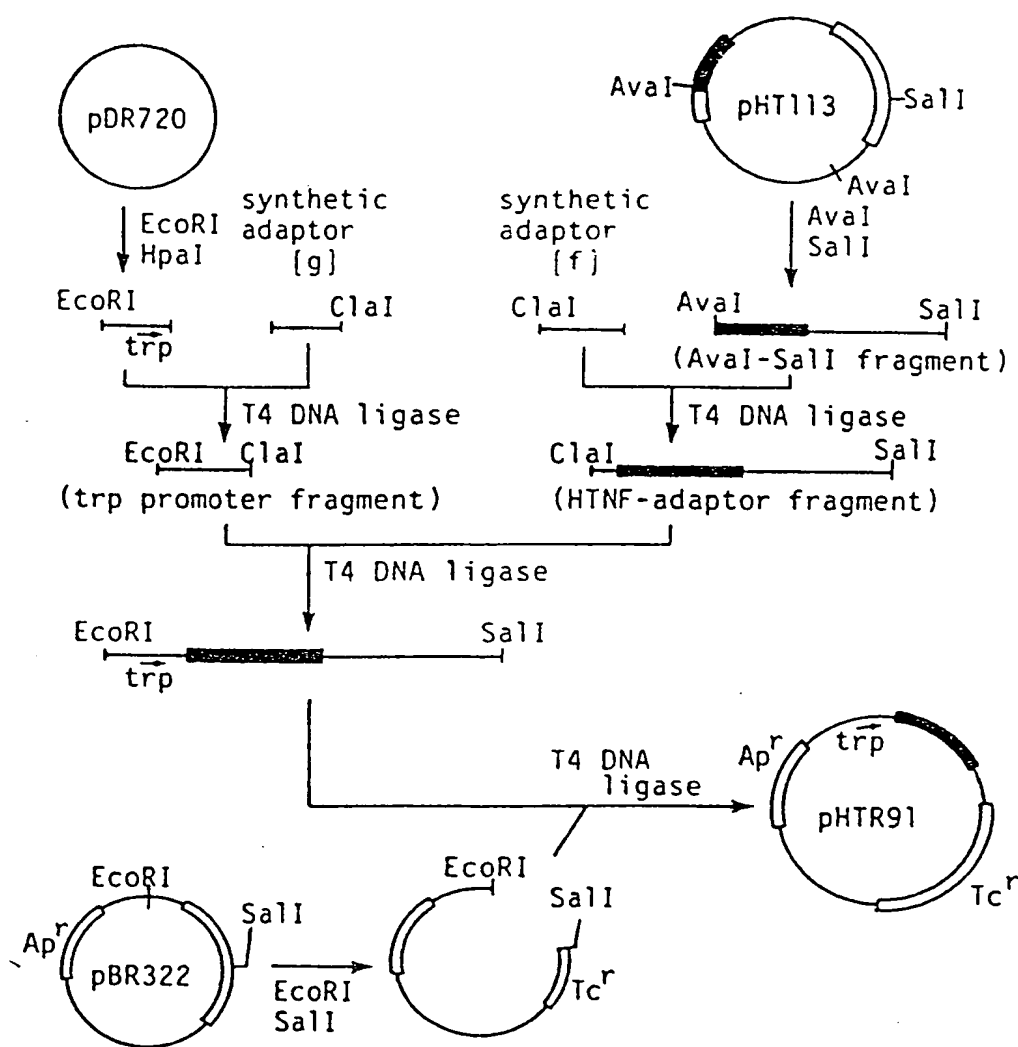 pDR720
EcoRI
HpaI
synthetic
adaptor
[g]
synthetic
adaptor
[f]
AvaI
pHT113
SalI
AvaI
AvaI
SalI
EcoRI
trp
ClaI
ClaI
AvaI
SalI
(AvaI-SalI fragment)
T4 DNA ligase
T4 DNA ligase
EcoRI ClaI
(trp promoter fragment)
ClaI
SalI
(HTNF-adaptor fragment)
T4 DNA ligase
EcoRI
SalI
trp
T4 DNA
ligase
Apr
trp
pHTR91
Tcr
EcoRI
SalI
Apr
pBR322
EcoRI
SalI
EcoRI
SalI
Tcr